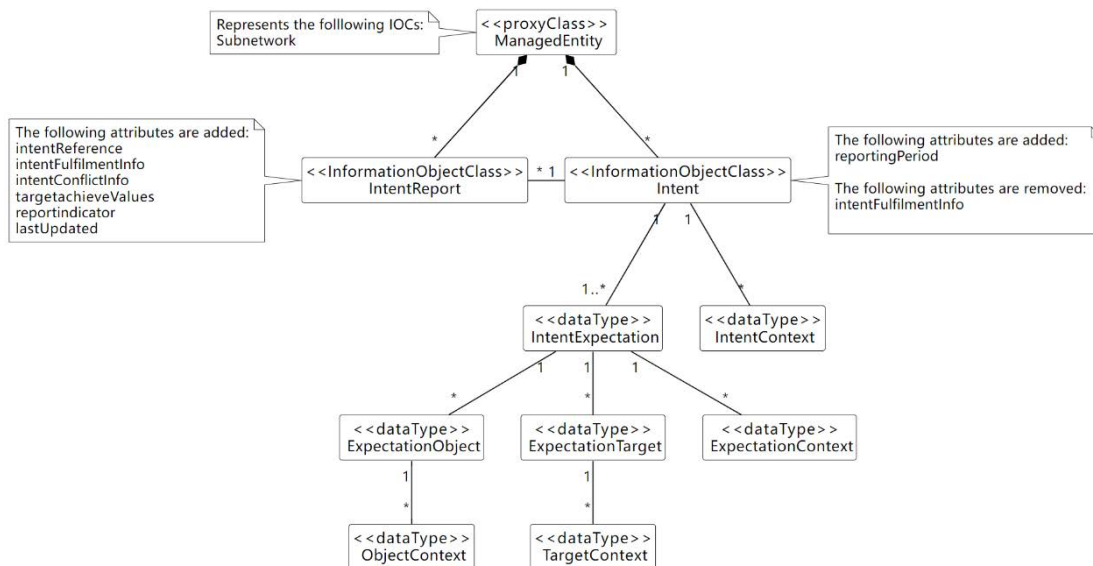 Represents the folllowing IOCs:
Subnetwork
<<proxyClass>>
ManagedEntity
1
1
*
*
The following attributes are added:
intentReference
intentFulfilmentInfo
intentConflictInfo
targetachieveValues
reportindicator
lastUpdated
<<InformationObjectClass>>
IntentReport
* 1
<<InformationObjectClass>>
Intent
The following attributes are added:
reportingPeriod
The following attributes are removed:
intentFulfilmentInfo
1
1
1..*
*
<<dataType>>
IntentExpectation
<<dataType>>
IntentContext
1
1
1
*
*
*
<<dataType>>
ExpectationObject
<<dataType>>
ExpectationTarget
<<dataType>>
ExpectationContext
1
1
*
*
<<dataType>>
ObjectContext
<<dataType>>
TargetContext